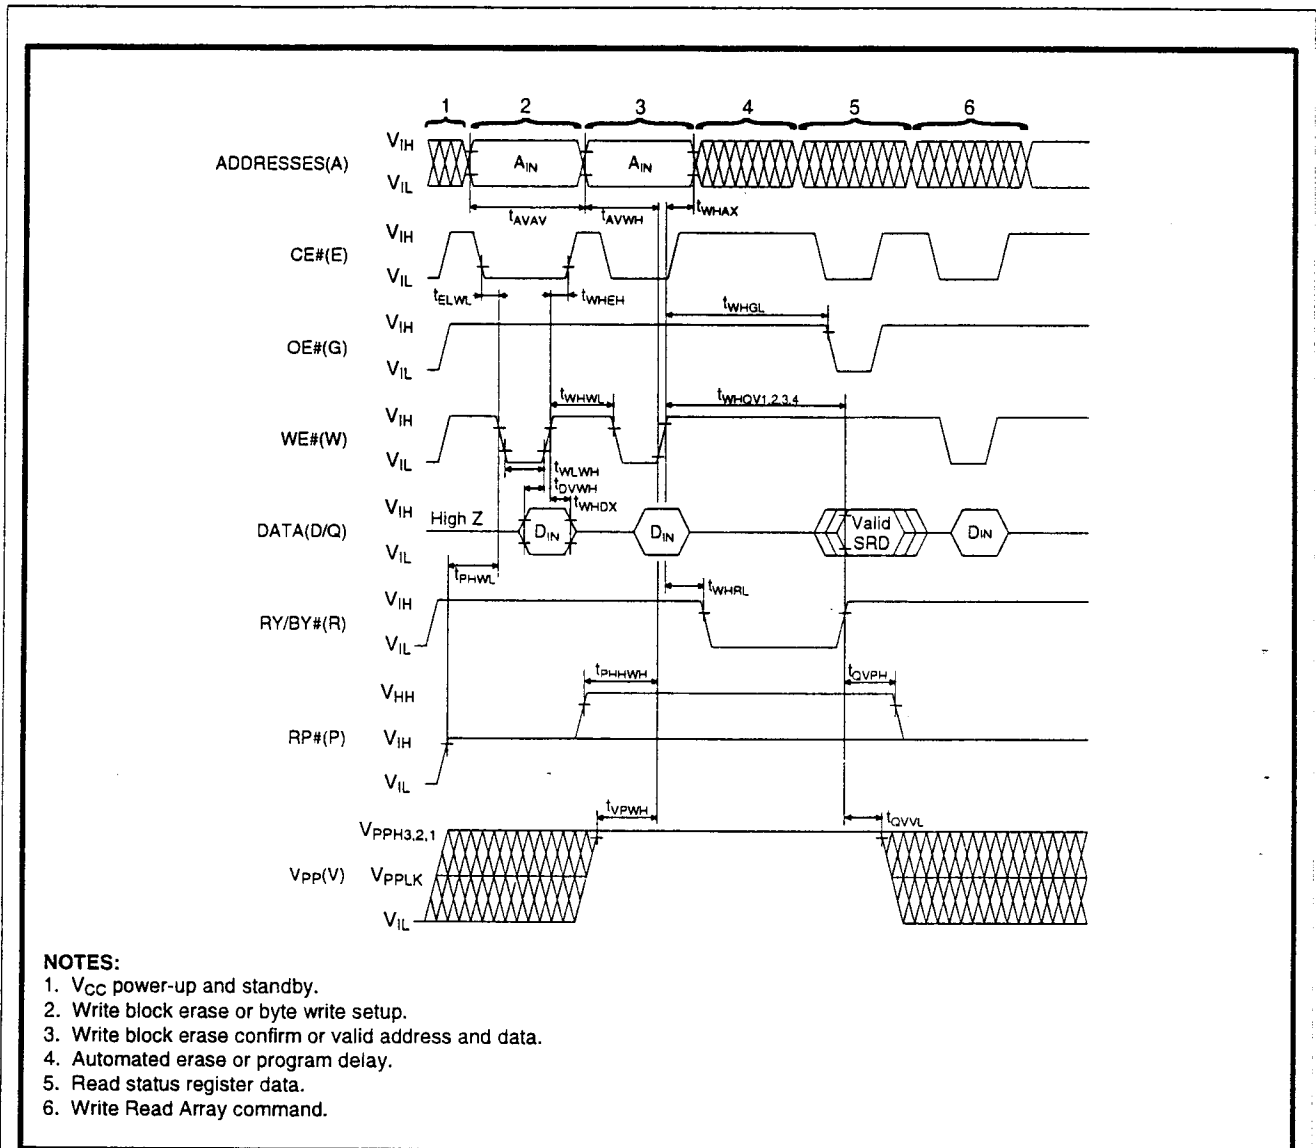 1 2 3 4 5 6
ADDRESSES(A) VIH VIL AIN AIN
tAVAV tAVWH tWHAX
CE#(E) VIH VIL
tELWL tWHEH tWHGL
OE#(G) VIH VIL
tWHWL tWHQV1,2,3,4
WE#(W) VIH VIL
tWLWH
tDVWH
tWHDX
DATA(D/Q) VIH VIL High Z DIN DIN Valid SRD DIN
tPHWL tWHRL
RY/BY#(R) VIH VIL
tPHHWH tQVPH
RP#(P) VHH VIH VIL
tVPWH tQVVL
VPP(V) VPPH3,2,1 VPPLK VIL
NOTES:
1. VCC power-up and standby.
2. Write block erase or byte write setup.
3. Write block erase confirm or valid address and data.
4. Automated erase or program delay.
5. Read status register data.
6. Write Read Array command.